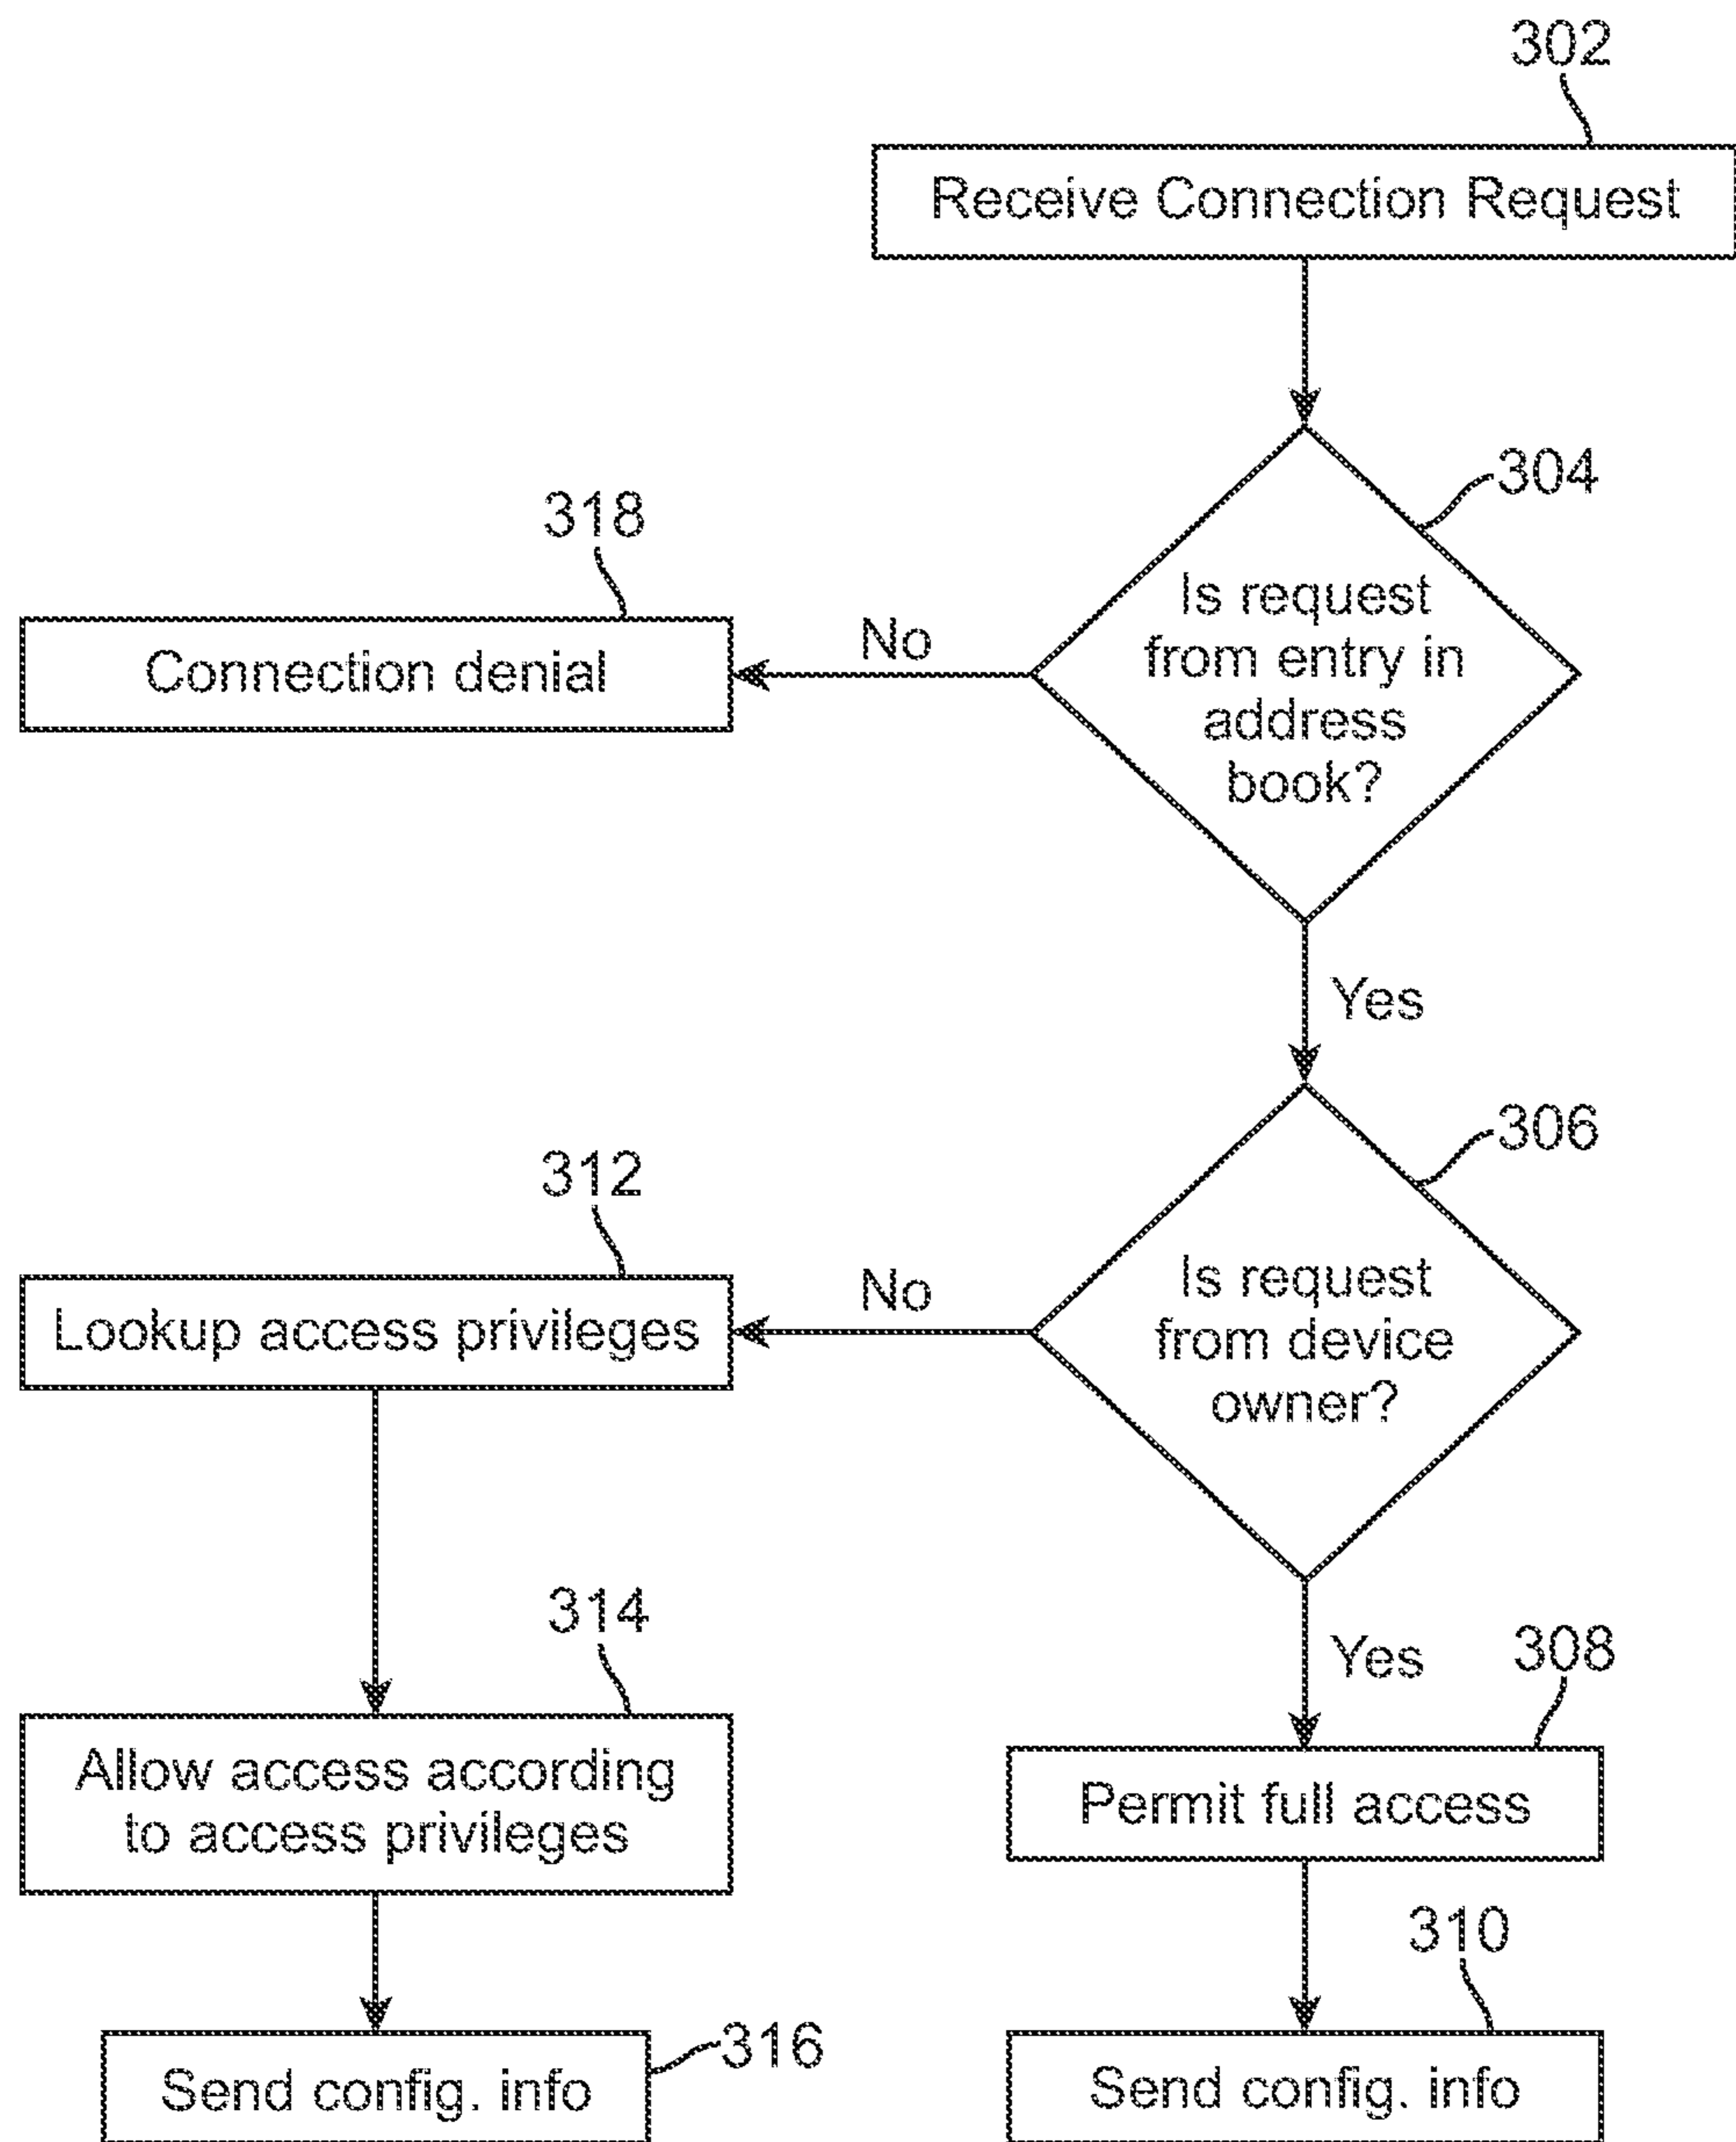 302
Receive Connection Request
304
Is request
from entry in
address
book?
No
318
Connection denial
Yes
306
Is request
from device
owner?
No
312
Lookup access privileges
314
Allow access according
to access privileges
316
Send config. info
Yes
308
Permit full access
310
Send config. info